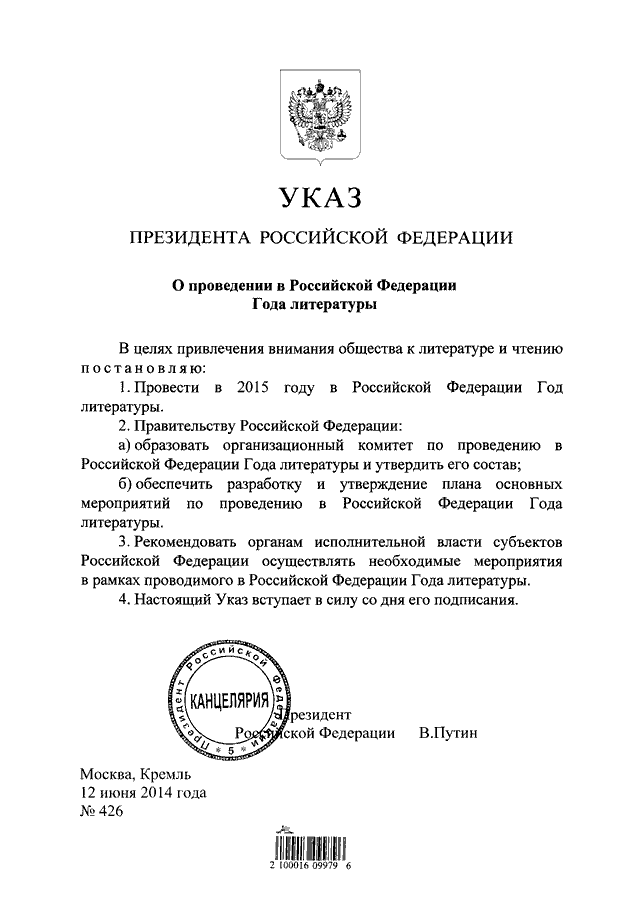 УКАЗ
ПРЕЗИДЕНТА РОССИЙСКОЙ ФЕДЕРАЦИИ
О проведении в Российской Федерации
Года литературы
В целях привлечения внимания общества к литературе и чтению
п о с т а н о в л я ю:
1. Провести в 2015 году в Российской Федерации Год
литературы.
2. Правительству Российской Федерации:
а) образовать организационный комитет по проведению в
Российской Федерации Года литературы и утвердить его состав;
б) обеспечить разработку и утверждение плана основных
мероприятий по проведению в Российской Федерации Года
литературы.
3. Рекомендовать органам исполнительной власти субъектов
Российской Федерации осуществлять необходимые мероприятия
в рамках проводимого в Российской Федерации Года литературы.
4. Настоящий Указ вступает в силу со дня его подписания.
Президент Российской Федерации
КАНЦЕЛЯРИЯ
* 5 *
Президент
Российской Федерации В.Путин
Москва, Кремль
12 июня 2014 года
№ 426
2 100016 09979 6